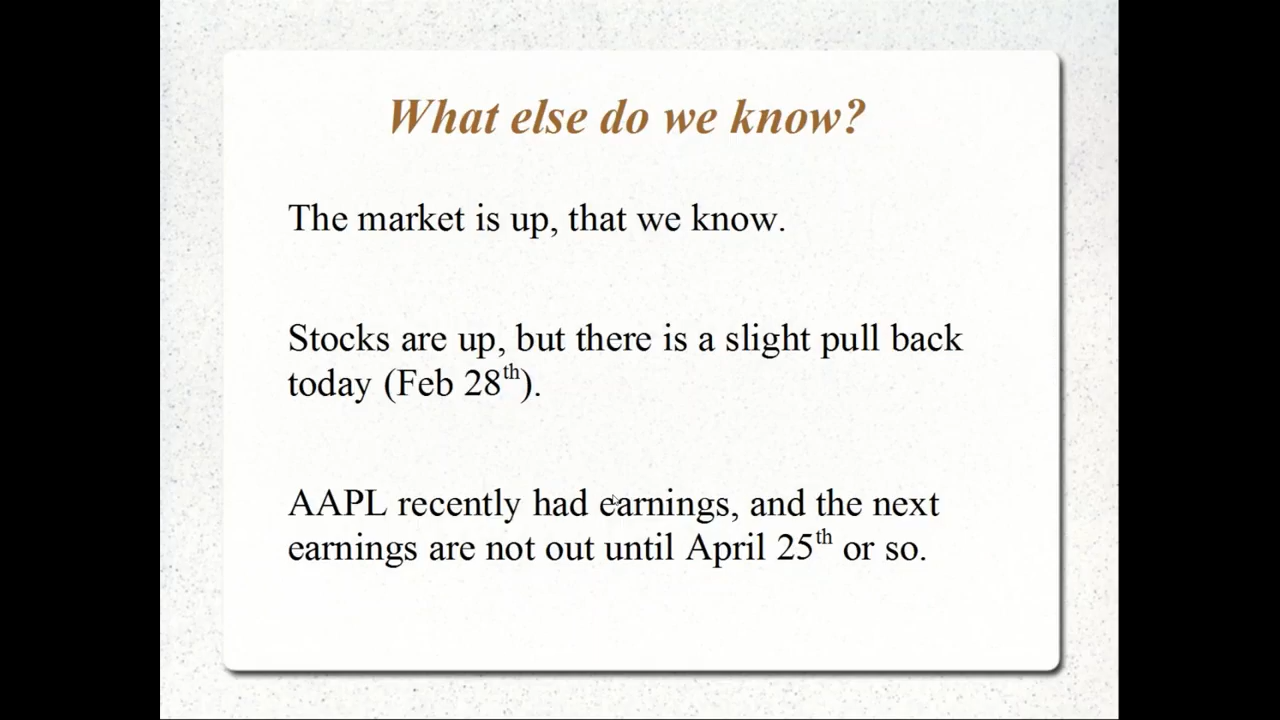 What else do we know?
The market is up, that we know.
Stocks are up, but there is a slight pull back
today (Feb 28th).
AAPL recently had earnings, and the next
earnings are not out until April 25th or so.